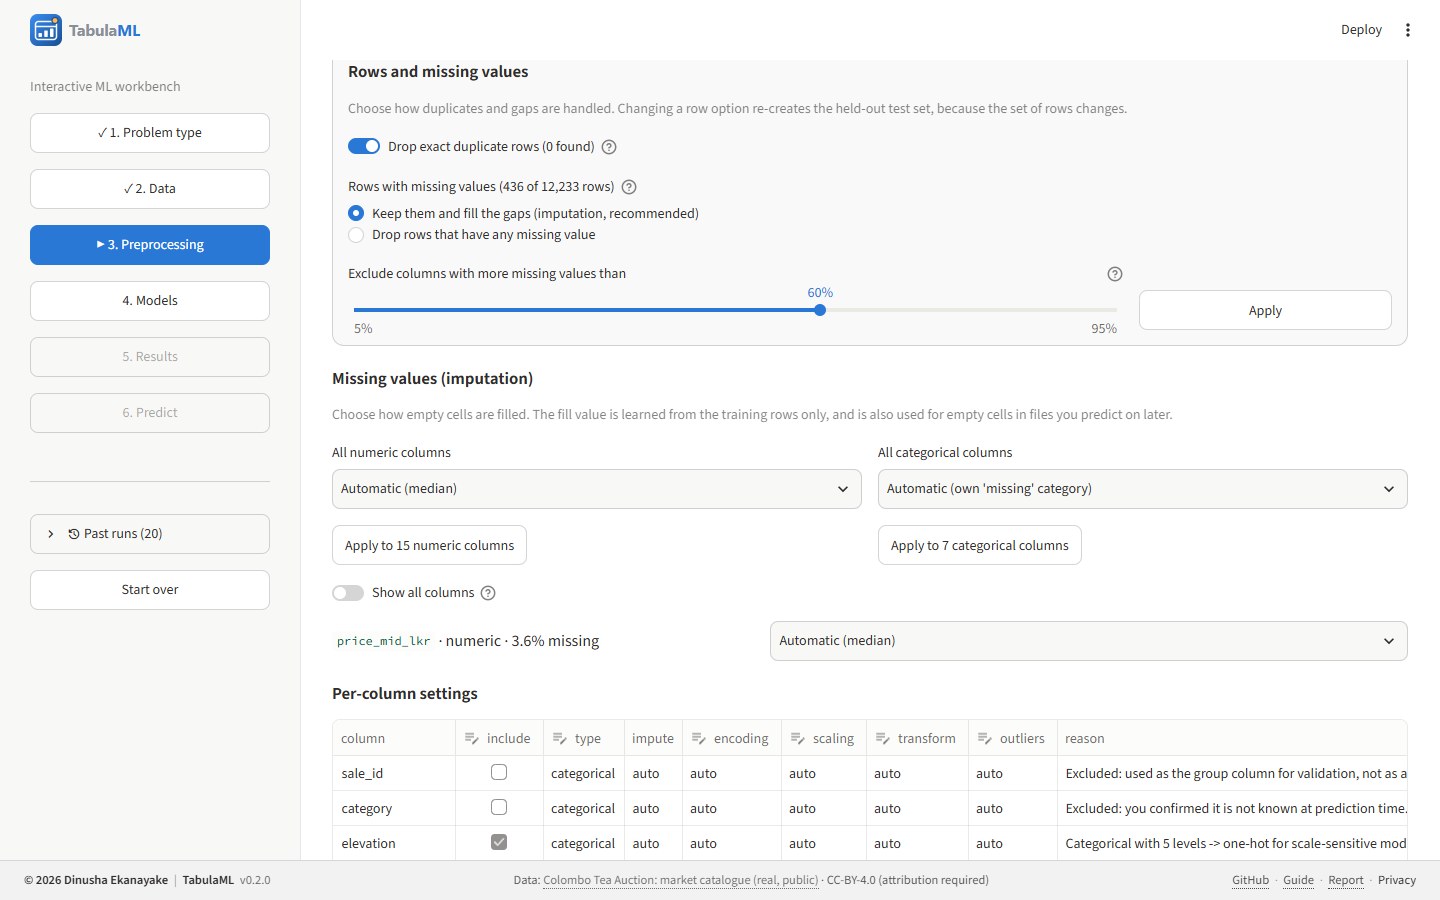 TabulaML
Deploy
Interactive ML workbench
✓ 1. Problem type
✓ 2. Data
▸ 3. Preprocessing
4. Models
5. Results
6. Predict
Past runs (20)
Start over
Rows and missing values
Choose how duplicates and gaps are handled. Changing a row option re-creates the held-out test set, because the set of rows changes.
Drop exact duplicate rows (0 found)
Rows with missing values (436 of 12,233 rows)
Keep them and fill the gaps (imputation, recommended)
Drop rows that have any missing value
Exclude columns with more missing values than
60%
5% 95%
Apply
Missing values (imputation)
Choose how empty cells are filled. The fill value is learned from the training rows only, and is also used for empty cells in files you predict on later.
All numeric columns All categorical columns
Automatic (median) Automatic (own 'missing' category)
Apply to 15 numeric columns Apply to 7 categorical columns
Show all columns
price_mid_lkr · numeric · 3.6% missing Automatic (median)
Per-column settings
column include type impute encoding scaling transform outliers reason
sale_id categorical auto auto auto auto auto Excluded: used as the group column for validation, not as a
category categorical auto auto auto auto auto Excluded: you confirmed it is not known at prediction time.
elevation categorical auto auto auto auto auto Categorical with 5 levels -> one-hot for scale-sensitive mod
© 2026 Dinusha Ekanayake | TabulaML v0.2.0 Data: Colombo Tea Auction: market catalogue (real, public) · CC-BY-4.0 (attribution required) GitHub · Guide · Report · Privacy